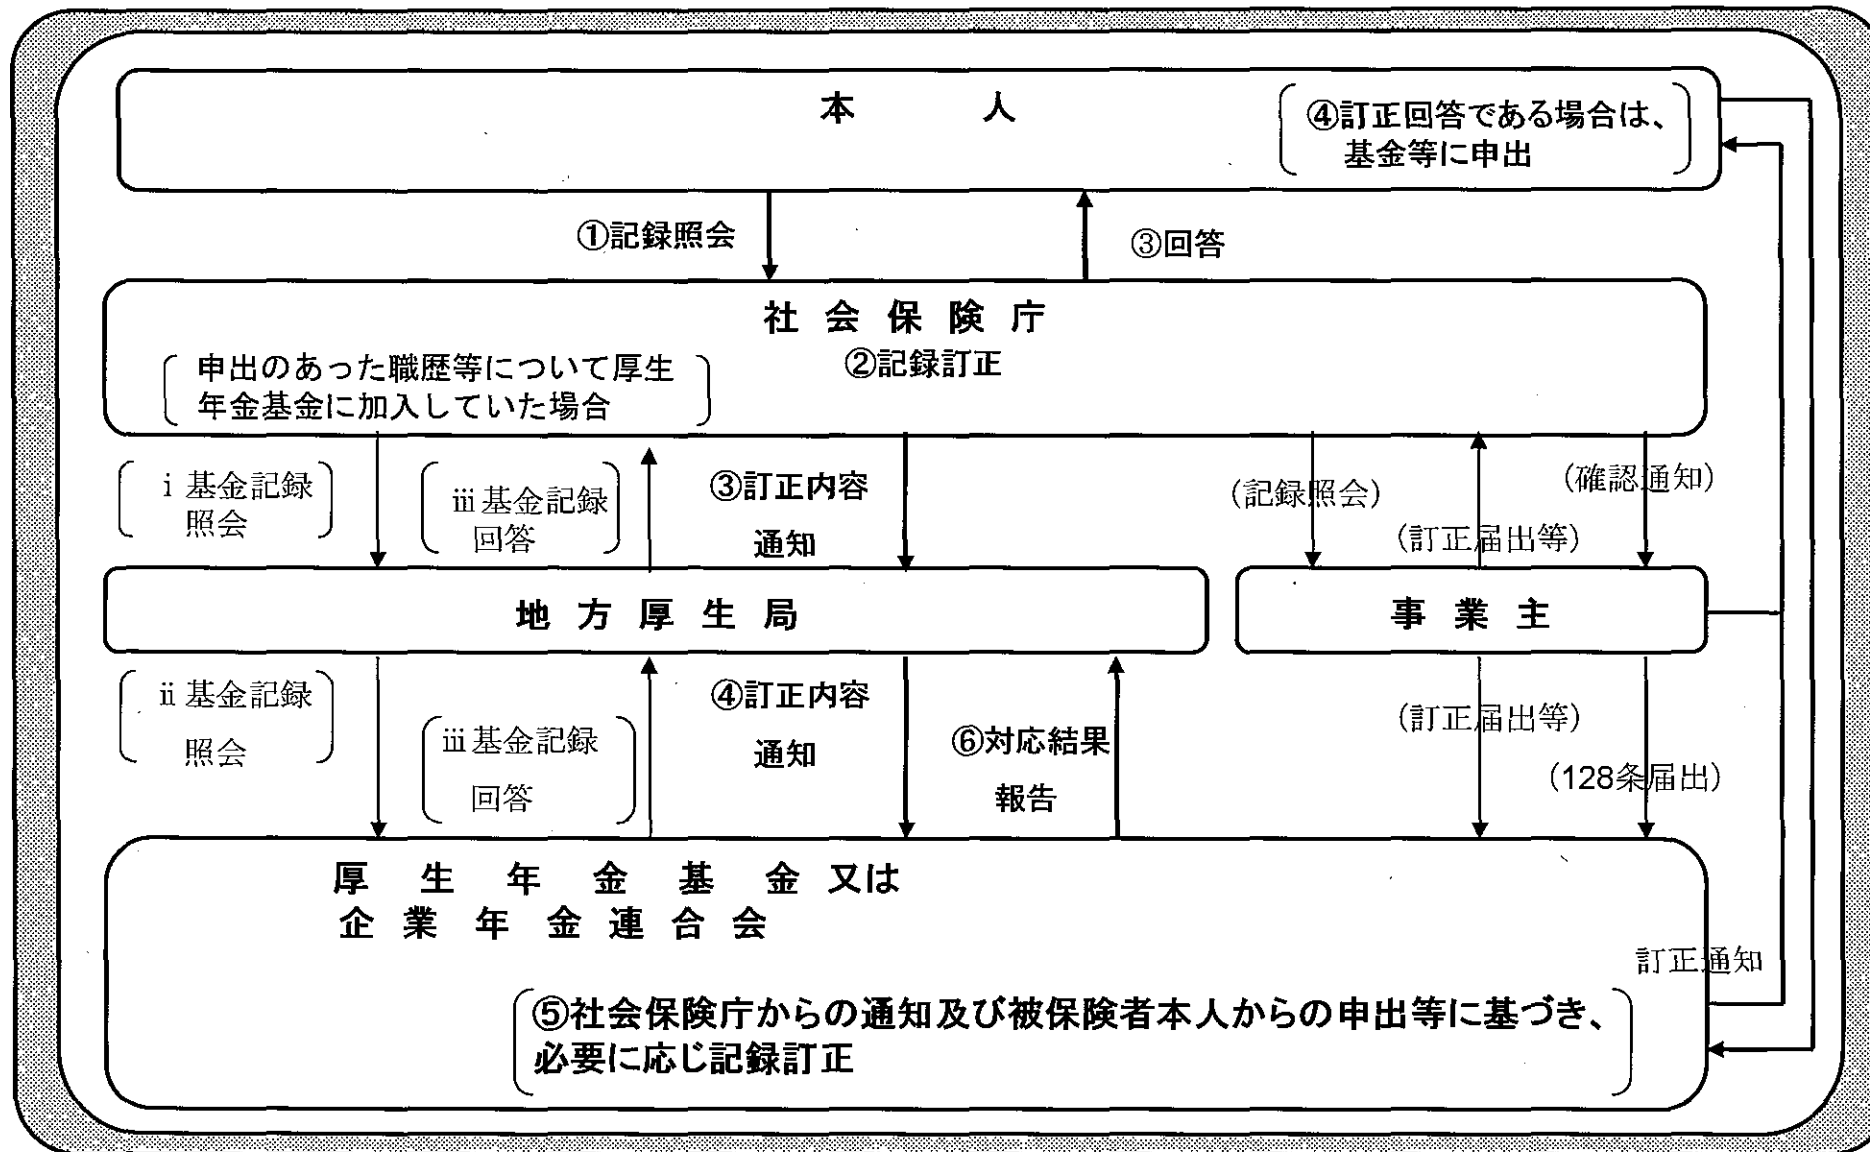 本人
④訂正回答である場合は、
基金等に申出
①記録照会
③回答
社会保険庁
②記録訂正
申出のあった職歴等について厚生
年金基金に加入していた場合
ⅰ基金記録
照会
ⅲ基金記録
回答
③訂正内容
通知
(記録照会)
(訂正届出等)
(確認通知)
地方厚生局
事業主
ⅱ基金記録
照会
ⅲ基金記録
回答
④訂正内容
通知
⑥対応結果
報告
(訂正届出等)
(128条届出)
厚生年金基金又は
企業年金連合会
訂正通知
⑤社会保険庁からの通知及び被保険者本人からの申出等に基づき、
必要に応じ記録訂正